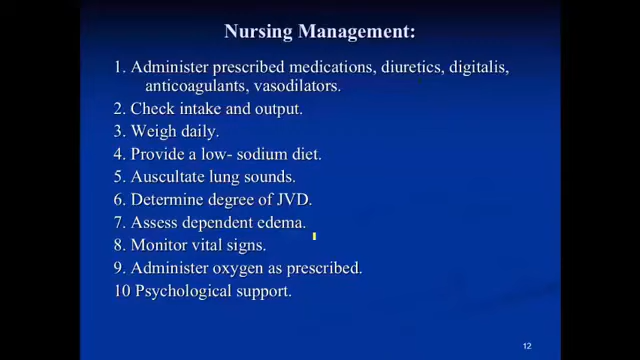 Nursing Management:
1. Administer prescribed medications, diuretics, digitalis,
anticoagulants, vasodilators.
2. Check intake and output.
3. Weigh daily.
4. Provide a low- sodium diet.
5. Auscultate lung sounds.
6. Determine degree of JVD.
7. Assess dependent edema.
8. Monitor vital signs.
9. Administer oxygen as prescribed.
10 Psychological support.
12